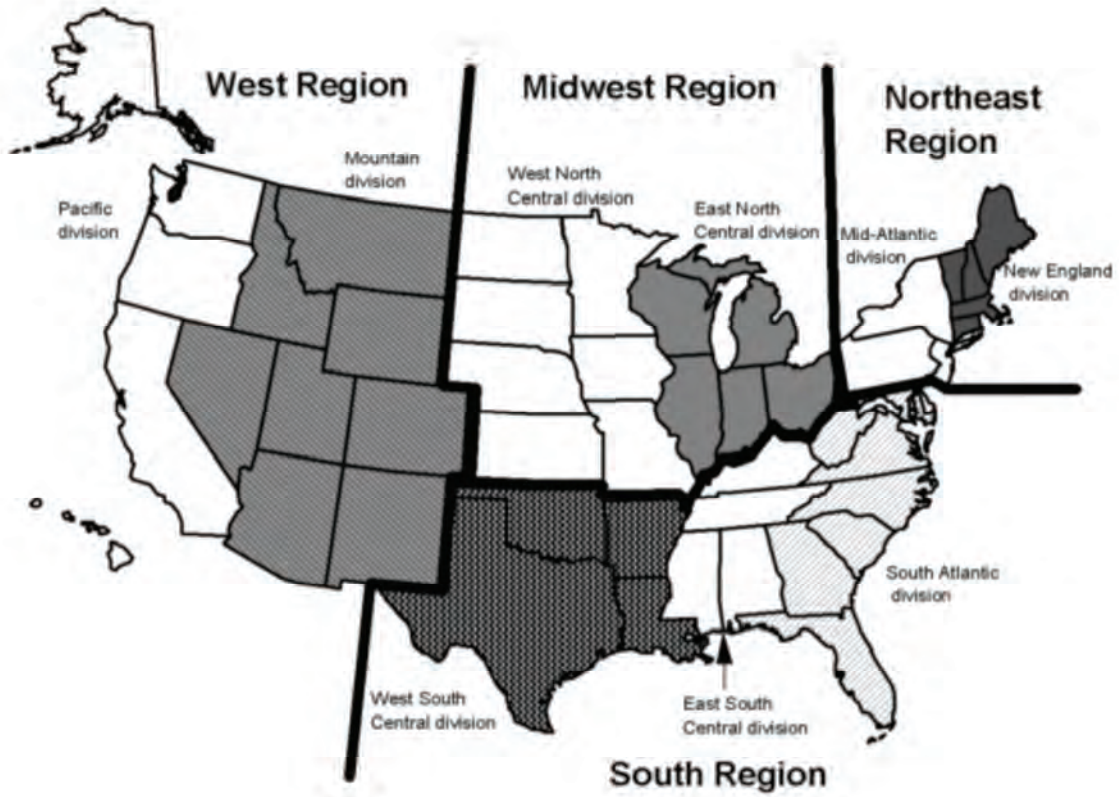 West Region
Midwest Region
Northeast
Region
Mountain
division
West North
Central division
Pacific
division
East North
Central division
Mid-Atlantic
division
New England
division
South Atlantic
division
West South
Central division
East South
Central division
South Region